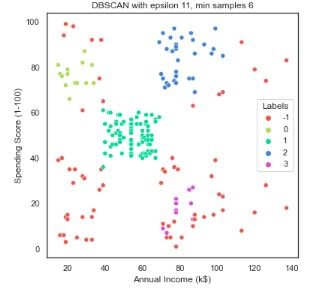 DBSCAN with epsilon 11, min samples 6
Spending Score (1-100)
100
80
60
40
20
0
Labels
-1
0
1
2
3
20 40 60 80 100 120 140
Annual Income (k$)